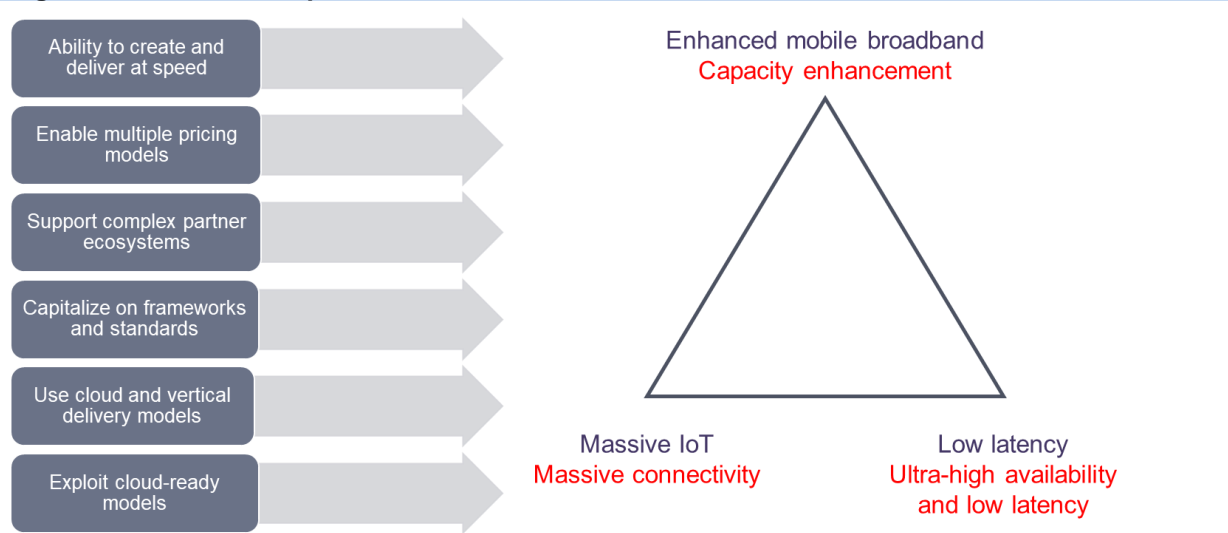 Ability to create and
deliver at speed
Enable multiple pricing
models
Support complex partner
ecosystems
Capitalize on frameworks
and standards
Use cloud and vertical
delivery models
Exploit cloud-ready
models
Enhanced mobile broadband
Capacity enhancement
Massive IoT
Massive connectivity
Low latency
Ultra-high availability
and low latency